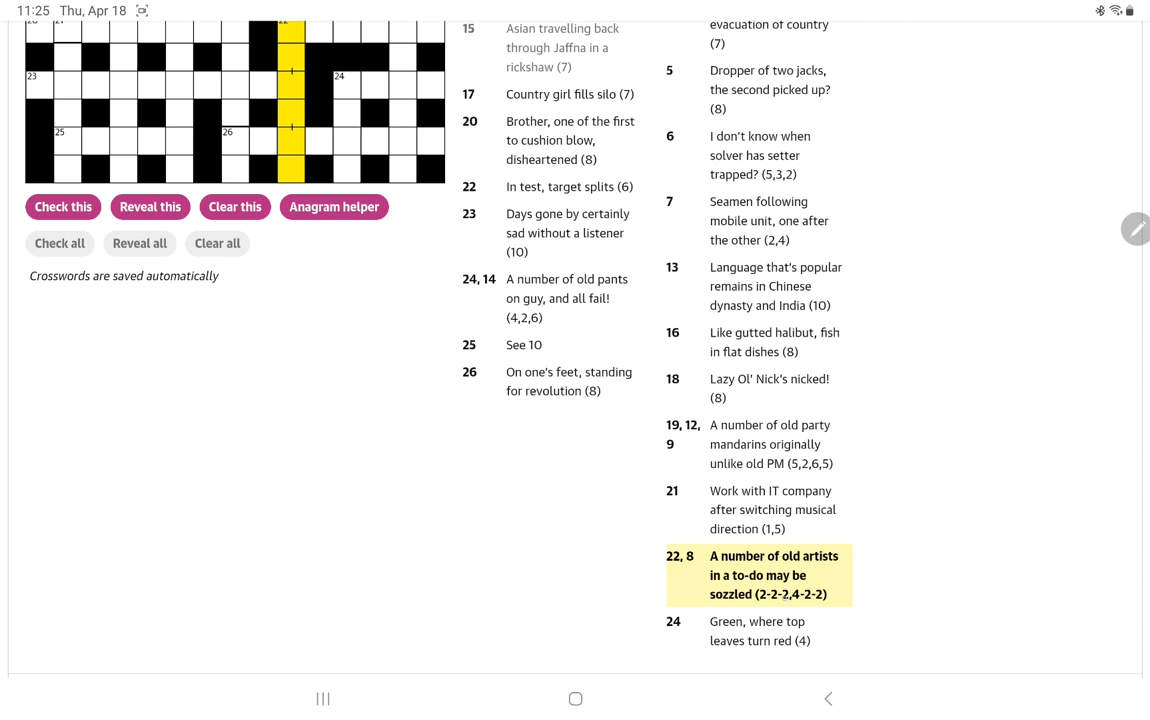 11:25 Thu, Apr 18
22
23
24
25
26
Check this
Reveal this
Clear this
Anagram helper
Check all
Reveal all
Clear all
Crosswords are saved automatically
15 Asian travelling back
through Jaffna in a
rickshaw (7)
17 Country girl fills silo (7)
20 Brother, one of the first
to cushion blow,
disheartened (8)
22 In test, target splits (6)
23 Days gone by certainly
sad without a listener
(10)
24, 14 A number of old pants
on guy, and all fail!
(4,2,6)
25 See 10
26 On one's feet, standing
for revolution (8)
evacuation of country
(7)
5 Dropper of two jacks,
the second picked up?
(8)
6 I don't know when
solver has setter
trapped? (5,3,2)
7 Seamen following
mobile unit, one after
the other (2,4)
13 Language that's popular
remains in Chinese
dynasty and India (10)
16 Like gutted halibut, fish
in flat dishes (8)
18 Lazy Ol' Nick's nicked!
(8)
19, 12, A number of old party
9 mandarins originally
unlike old PM (5,2,6,5)
21 Work with IT company
after switching musical
direction (1,5)
22, 8 A number of old artists
in a to-do may be
sozzled (2-2-2,4-2-2)
24 Green, where top
leaves turn red (4)